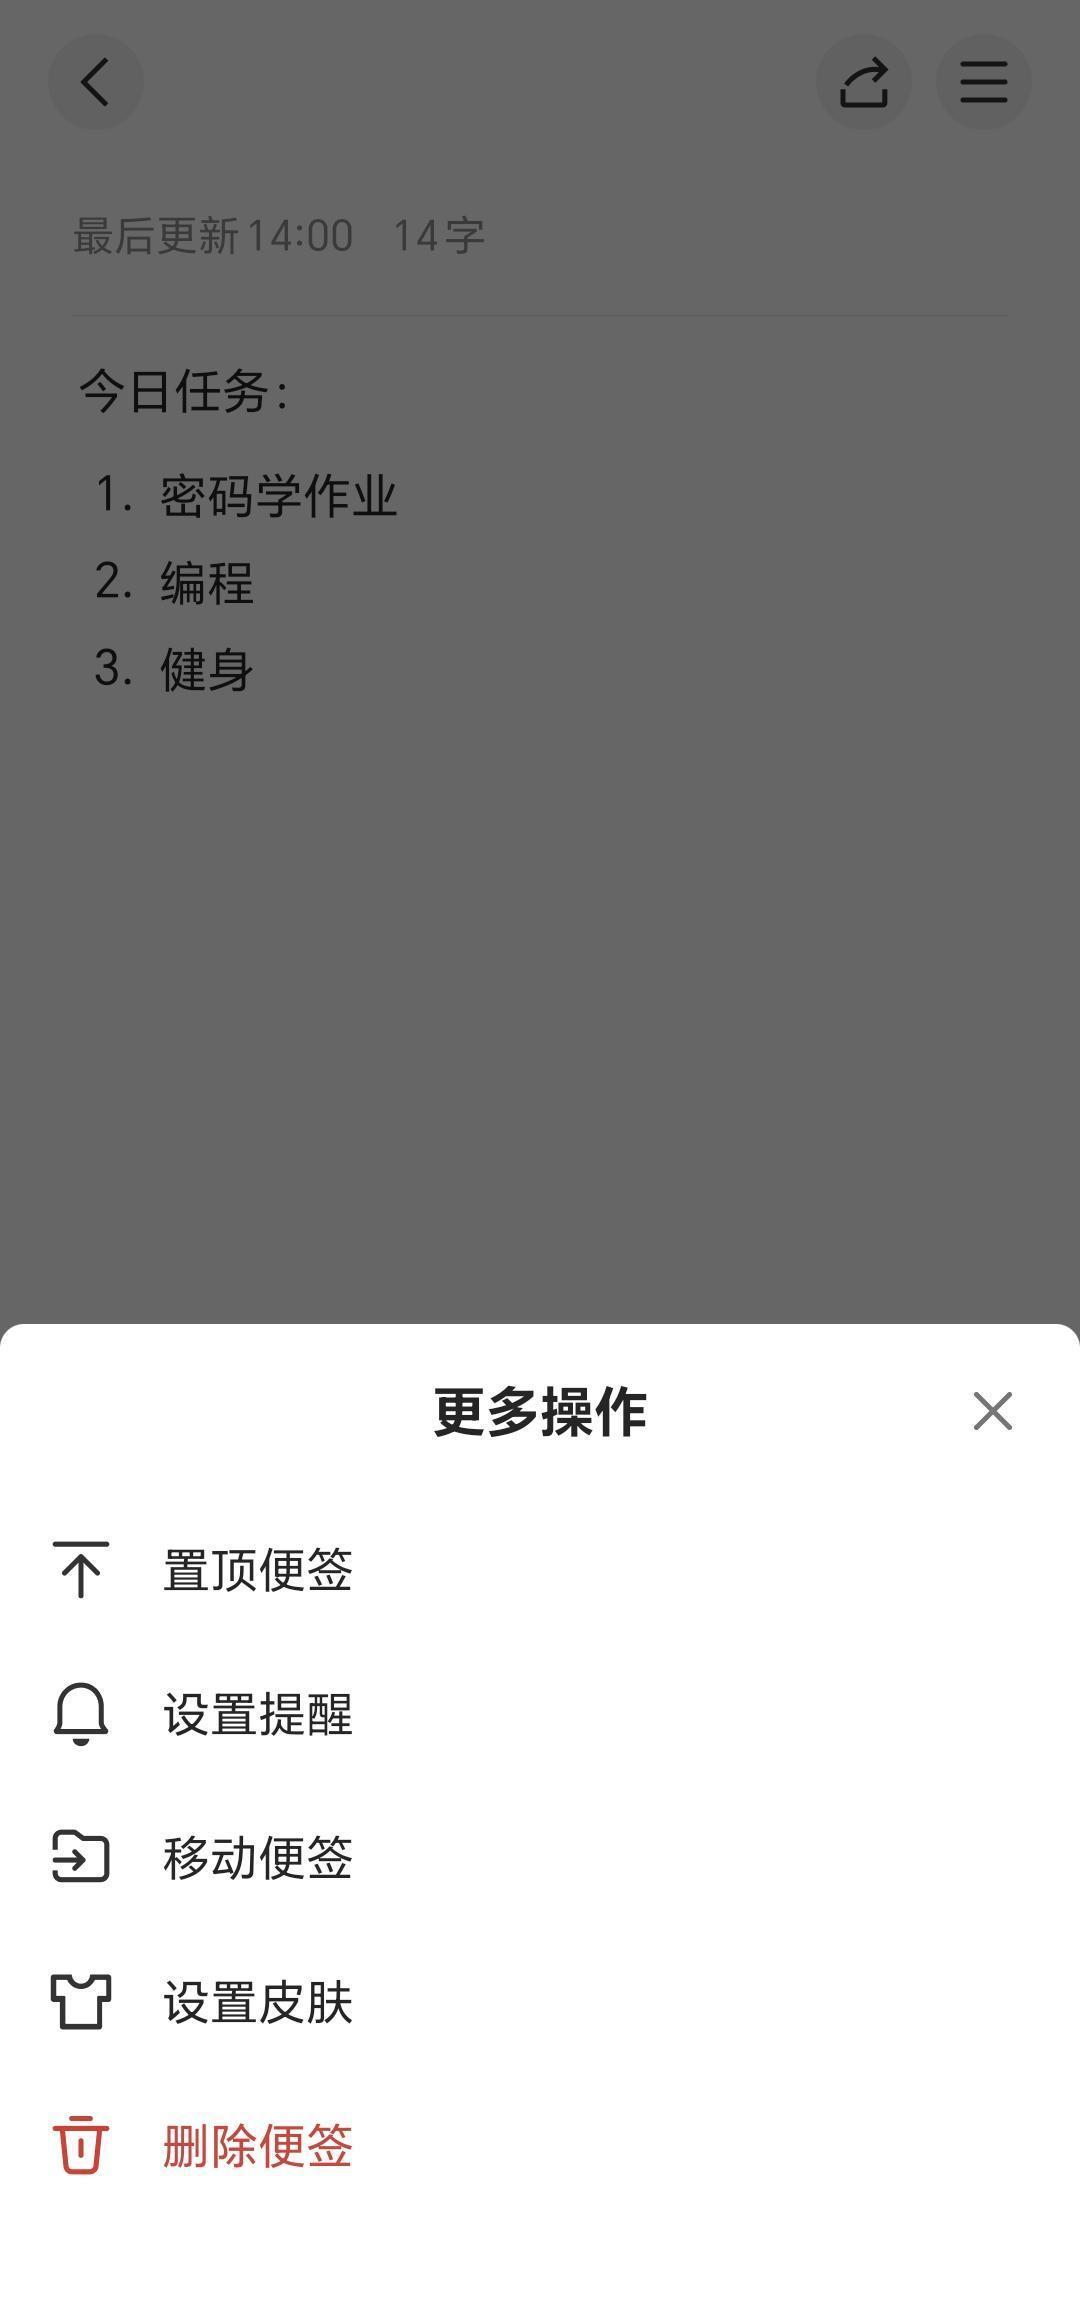 最后更新14:00 14字
今日任务：
1. 密码学作业
2. 编程
3. 健身
更多操作
置顶便签
设置提醒
移动便签
设置皮肤
删除便签